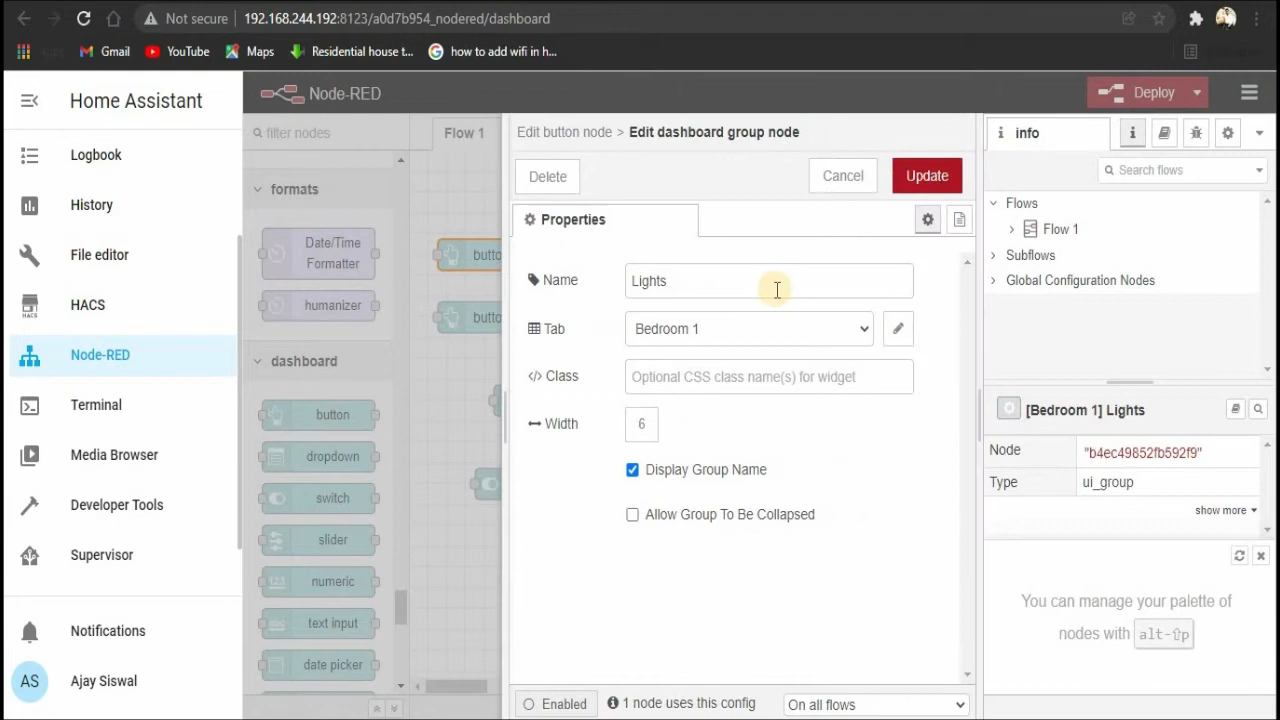 Not secure 192.168.244.192:8123/a0d7b954_nodered/dashboard
Gmail YouTube Maps Residential house t... how to add wifi in h...
Home Assistant
Logbook
History
File editor
HACS
HACS
Node-RED
Terminal
Media Browser
Developer Tools
Supervisor
Notifications
AS Ajay Siswal
Node-RED
Deploy
filter nodes
formats
Date/Time
Formatter
humanizer
dashboard
button
dropdown
switch
slider
numeric
text input
date picker
Flow 1
butto
butto
Edit button node > Edit dashboard group node
Delete Cancel Update
Properties
Name Lights
Tab Bedroom 1
</> Class Optional CSS class name(s) for widget
Width 6
Display Group Name
Allow Group To Be Collapsed
Enabled 1 node uses this config On all flows
i info i
Search flows
Flows
Flow 1
Subflows
Global Configuration Nodes
[Bedroom 1] Lights
Node "b4ec49852fb592f9"
Type ui_group
show more
You can manage your palette of
nodes with alt-⇧p